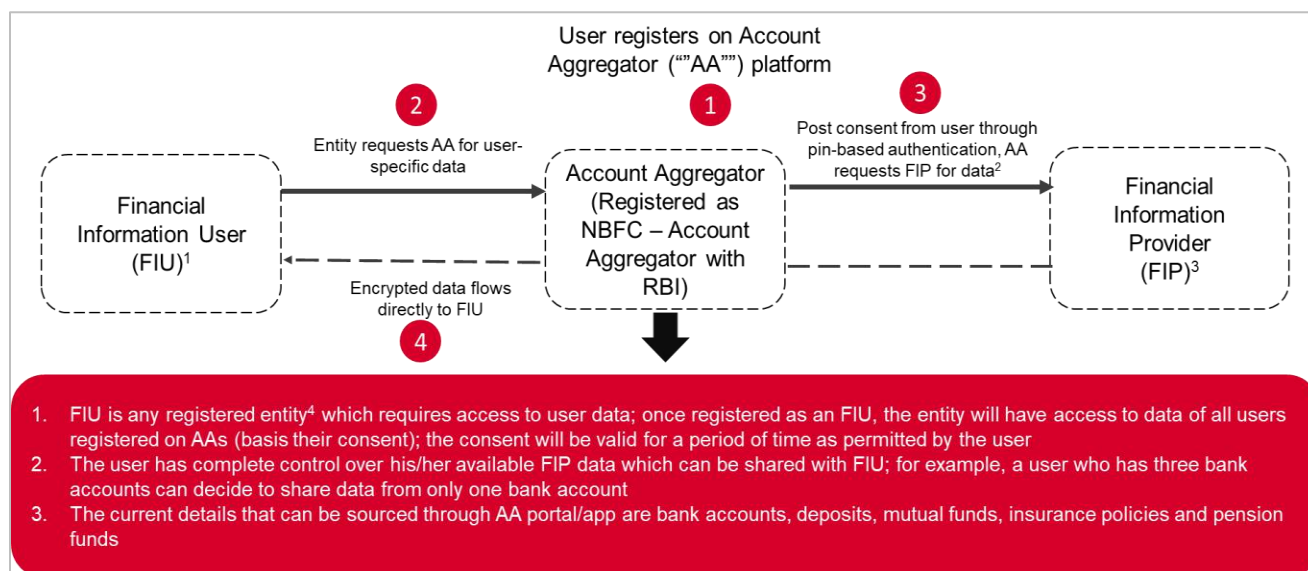 User registers on Account
Aggregator (“”AA””) platform
2
1
3
Entity requests AA for user-
specific data
Post consent from user through
pin-based authentication, AA
requests FIP for data2
Financial
Information User
(FIU)1
Account Aggregator
(Registered as
NBFC – Account
Aggregator with
RBI)
Financial
Information
Provider
(FIP)3
Encrypted data flows
directly to FIU
4
1. FIU is any registered entity4 which requires access to user data; once registered as an FIU, the entity will have access to data of all users
registered on AAs (basis their consent); the consent will be valid for a period of time as permitted by the user
2. The user has complete control over his/her available FIP data which can be shared with FIU; for example, a user who has three bank
accounts can decide to share data from only one bank account
3. The current details that can be sourced through AA portal/app are bank accounts, deposits, mutual funds, insurance policies and pension
funds